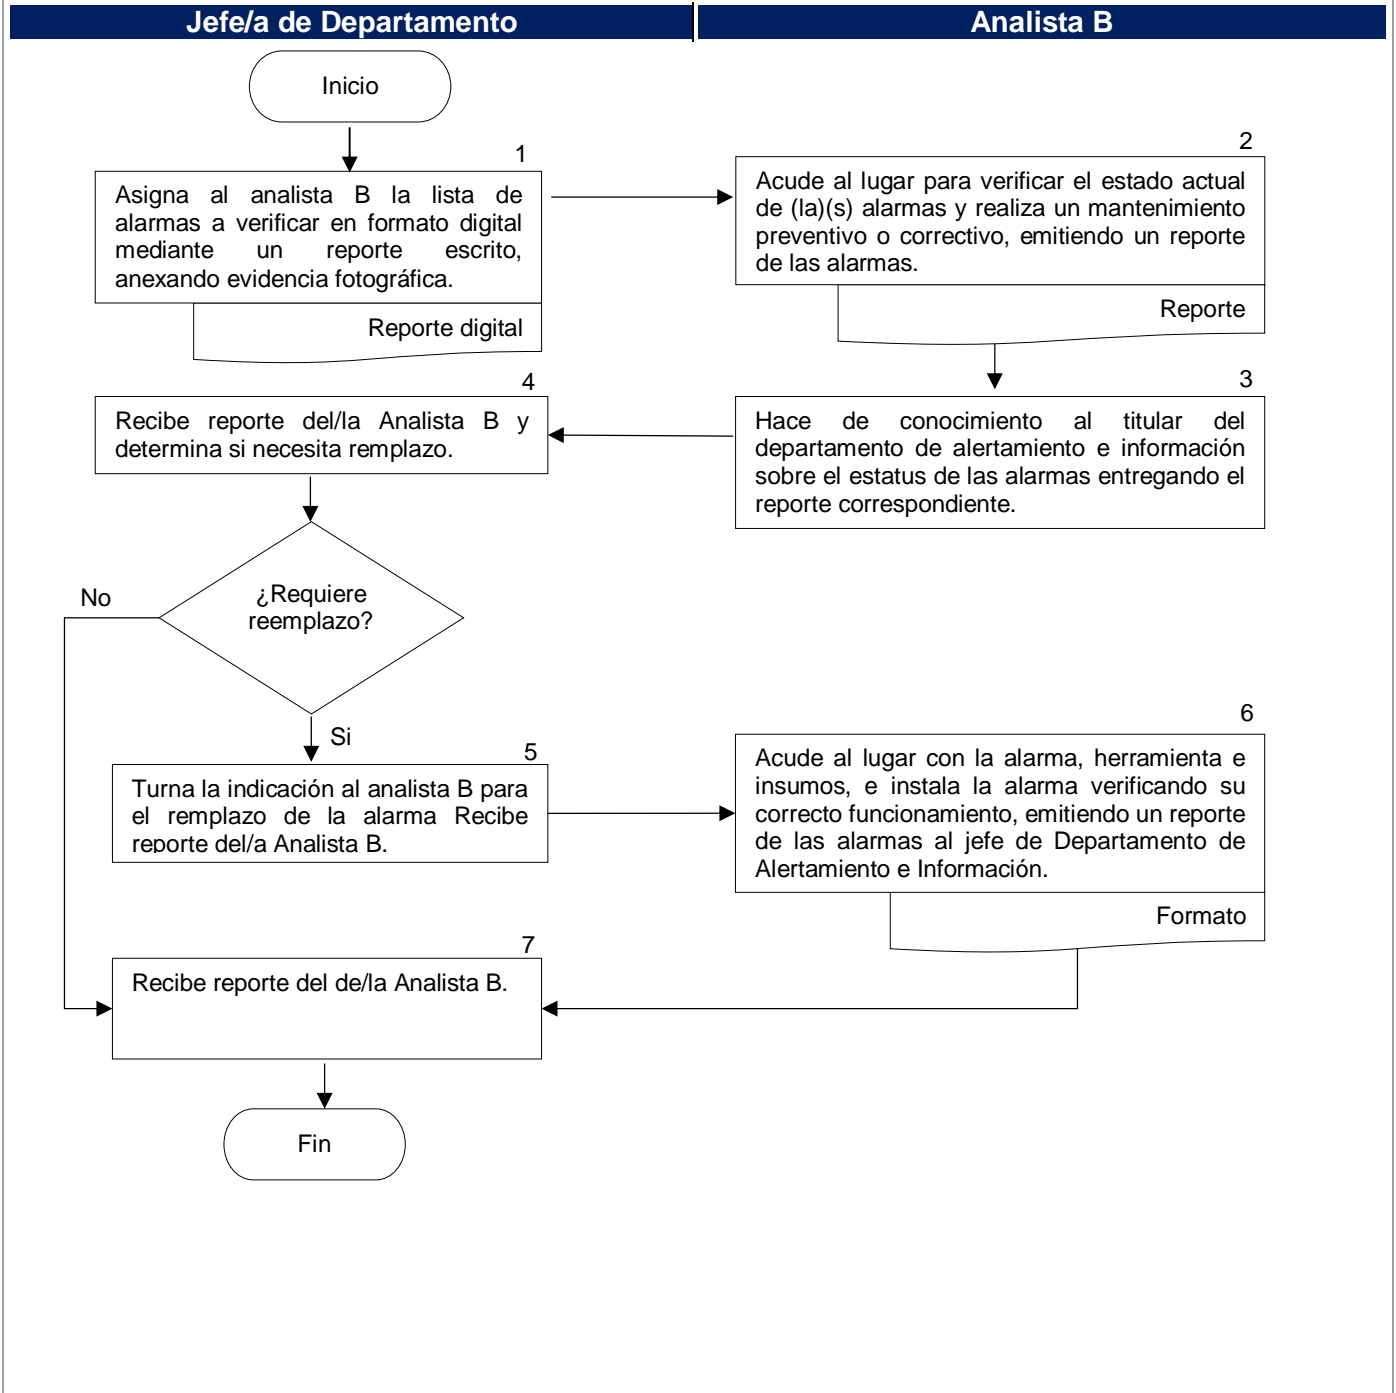 Jefe/a de Departamento
Analista B
Inicio
1
Asigna al analista B la lista de
alarmas a verificar en formato digital
mediante un reporte escrito,
anexando evidencia fotográfica.
Reporte digital
2
Acude al lugar para verificar el estado actual
de (la)(s) alarmas y realiza un mantenimiento
preventivo o correctivo, emitiendo un reporte
de las alarmas.
Reporte
3
Hace de conocimiento al titular del
departamento de alertamiento e información
sobre el estatus de las alarmas entregando el
reporte correspondiente.
4
Recibe reporte del/la Analista B y
determina si necesita remplazo.
¿Requiere
reemplazo?
No
Si
5
Turna la indicación al analista B para
el remplazo de la alarma Recibe
reporte del/a Analista B.
6
Acude al lugar con la alarma, herramienta e
insumos, e instala la alarma verificando su
correcto funcionamiento, emitiendo un reporte
de las alarmas al jefe de Departamento de
Alertamiento e Información.
Formato
7
Recibe reporte del de/la Analista B.
Fin